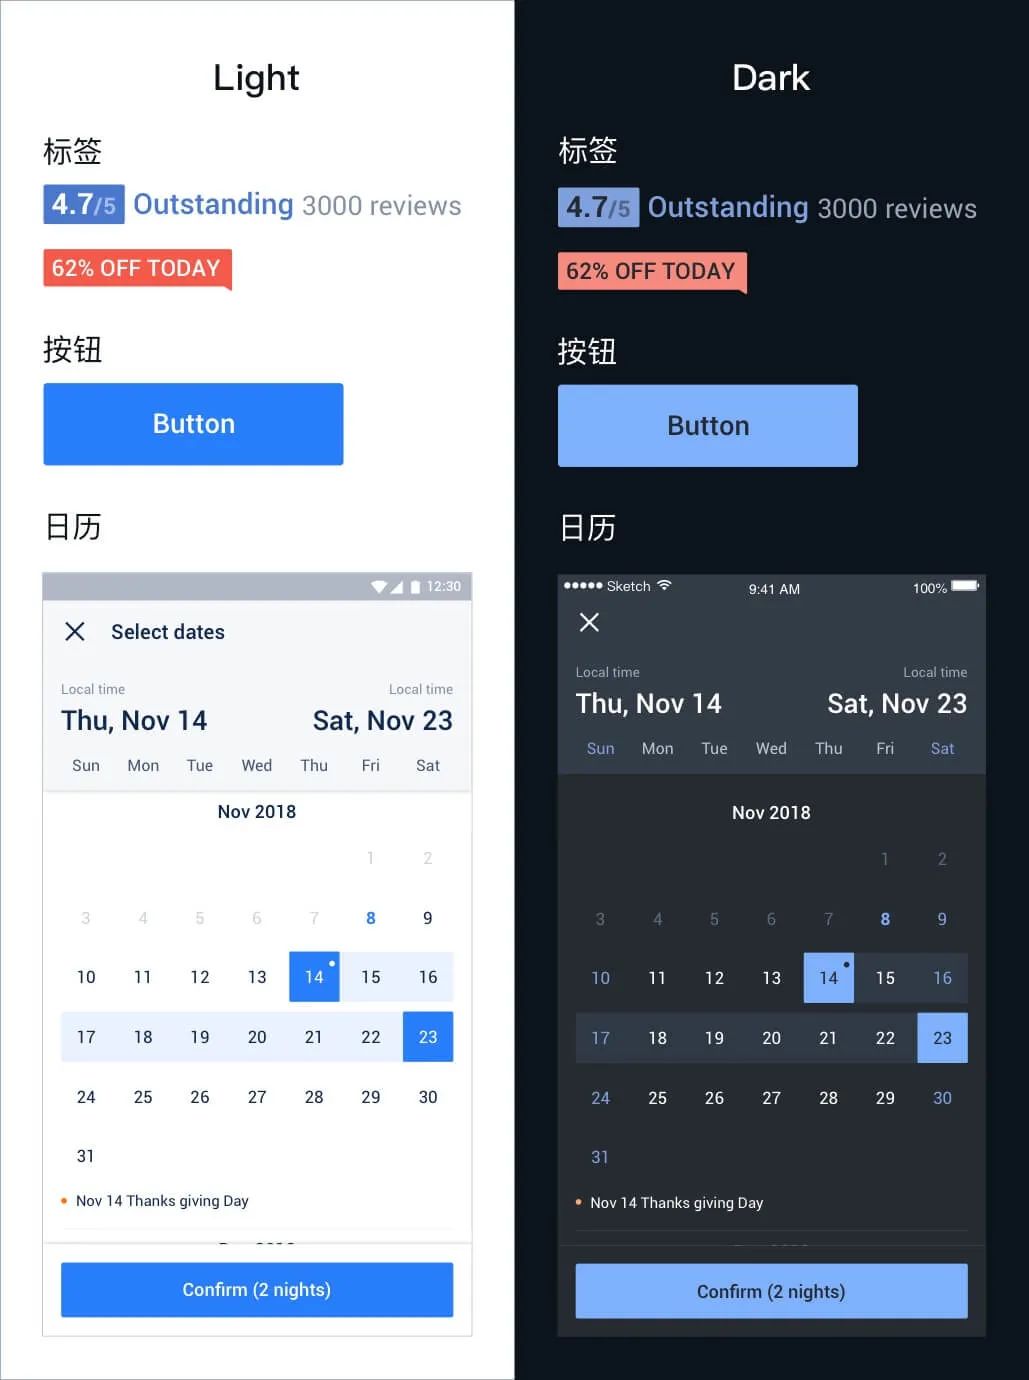 Light
标签
4.7/5 Outstanding 3000 reviews
62% OFF TODAY
按钮
Button
日历
12:30
Select dates
Local time Local time
Thu, Nov 14 Sat, Nov 23
Sun Mon Tue Wed Thu Fri Sat
Nov 2018
1 2
3 4 5 6 7 8 9
10 11 12 13 14 15 16
17 18 19 20 21 22 23
24 25 26 27 28 29 30
31
Nov 14 Thanks giving Day
Confirm (2 nights)
Dark
标签
4.7/5 Outstanding 3000 reviews
62% OFF TODAY
按钮
Button
日历
Sketch 9:41 AM 100%
Local time Local time
Thu, Nov 14 Sat, Nov 23
Sun Mon Tue Wed Thu Fri Sat
Nov 2018
1 2
3 4 5 6 7 8 9
10 11 12 13 14 15 16
17 18 19 20 21 22 23
24 25 26 27 28 29 30
31
Nov 14 Thanks giving Day
Confirm (2 nights)